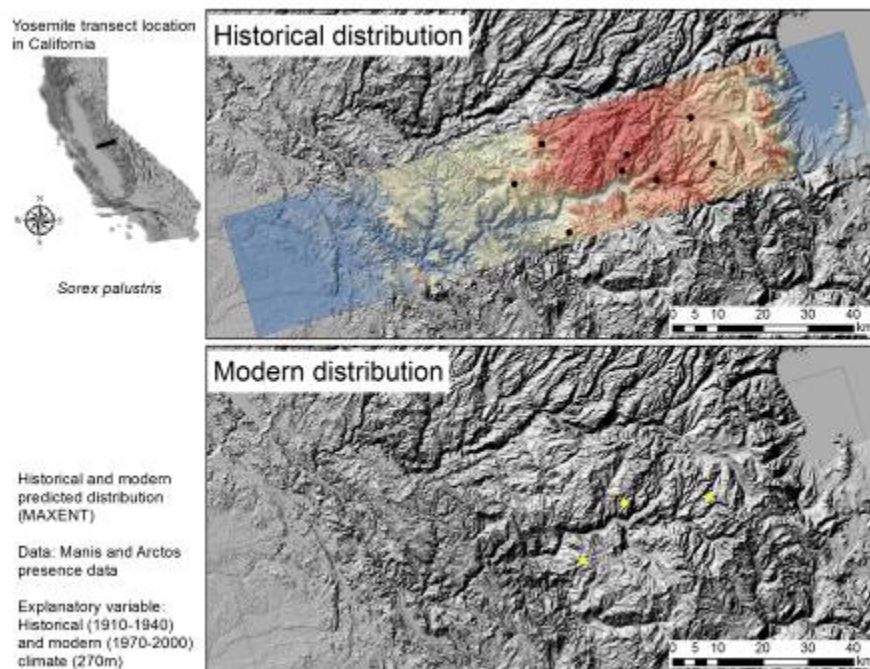 Yosemite transect location
in California
Sorex palustris
Historical distribution
0 5 10 20 30 40
km
Modern distribution
Historical and modern
predicted distribution
(MAXENT)
Data: Manis and Arctos
presence data
Explanatory variable:
Historical (1910-1940)
and modern (1970-2000)
climate (270m)
0 5 10 20 30 40
km